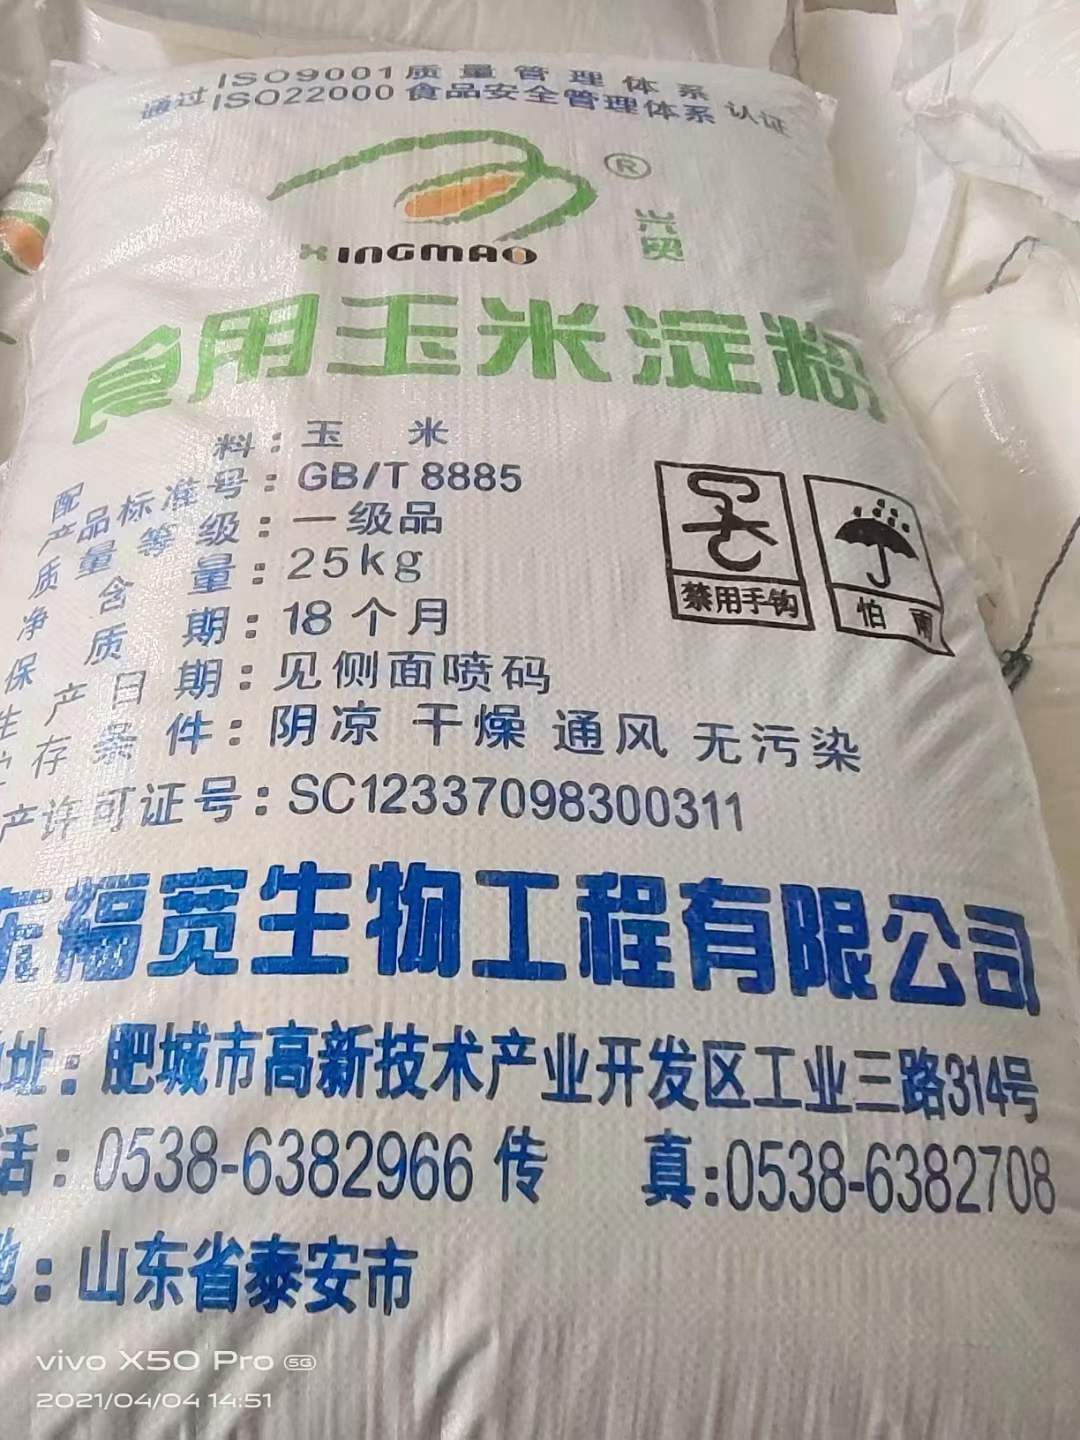 通过 ISO9001质量管理体系
ISO22000食品安全管理体系 认证
®
兴贸
XINGMAO
食用玉米淀粉
配料：玉米
产品标准号：GB/T 8885
质量等级：一级品
净含量：25kg
保质期：18个月
生产日期：见侧面喷码
贮存条件：阴凉 干燥 通风 无污染
产许可证号：SC12337098300311
禁用手钩
怕雨
东福宽生物工程有限公司
地址：肥城市高新技术产业开发区工业三路314号
话：0538-6382966 传 真：0538-6382708
地：山东省泰安市
vivo X50 Pro 5G
2021/04/04 14:51